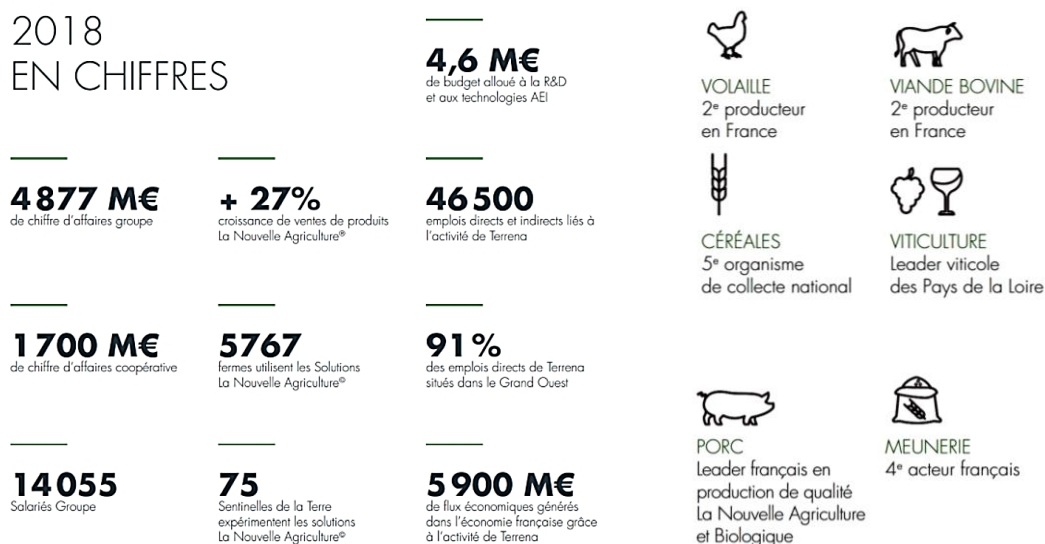 2018
EN CHIFFRES
4,6 M€
de budget alloué à la R&D
et aux technologies AEI
4 877 M€
de chiffre d'affaires groupe
+ 27%
croissance de ventes de produits
La Nouvelle Agriculture®
46 500
emplois directs et indirects liés à
l'activité de Terrena
1 700 M€
de chiffre d'affaires coopérative
5767
fermes utilisent les Solutions
La Nouvelle Agriculture®
91%
des emplois directs de Terrena
situés dans le Grand Ouest
14 055
Salariés Groupe
75
Sentinelles de la Terre
expérimentent les solutions
La Nouvelle Agriculture®
5 900 M€
de flux économiques générés
dans l'économie française grâce
à l'activité de Terrena
VOLAILLE
2e producteur
en France
VIANDE BOVINE
2e producteur
en France
CÉRÉALES
5e organisme
de collecte national
VITICULTURE
Leader viticole
des Pays de la Loire
PORC
Leader français en
production de qualité
La Nouvelle Agriculture
et Biologique
MEUNERIE
4e acteur français